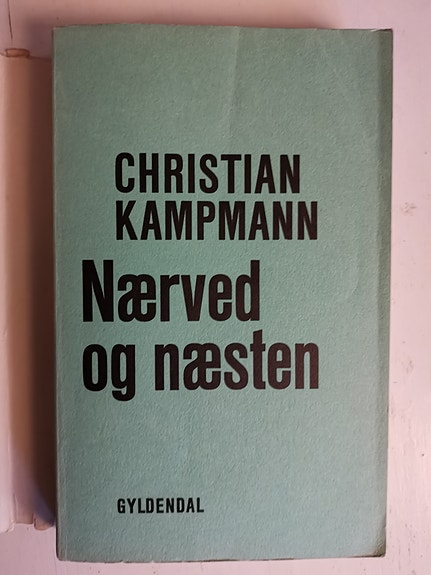 CHRISTIAN
KAMPMANN
Nærved
og næsten
GYLDENDAL